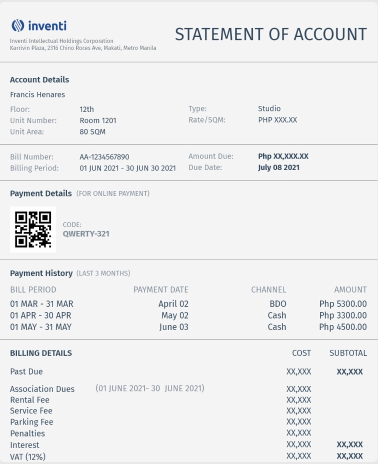 inventi
STATEMENT OF ACCOUNT
Inventi Intellectual Holdings Corporation
Karrivin Plaza, 2316 Chino Roces Ave, Makati, Metro Manila
Account Details
Francis Henares
Floor: 12th Type: Studio
Unit Number: Room 1201 Rate/SQM: PHP XXX.XX
Unit Area: 80 SQM
Bill Number: AA-1234567890 Amount Due: Php XX,XXX.XX
Billing Period: 01 JUN 2021 - 30 JUN 30 2021 Due Date: July 08 2021
Payment Details (FOR ONLINE PAYMENT)
CODE:
QWERTY-321
Payment History (LAST 3 MONTHS)
BILL PERIOD PAYMENT DATE CHANNEL AMOUNT
01 MAR - 31 MAR April 02 BDO Php 5300.00
01 APR - 30 APR May 02 Cash Php 3300.00
01 MAY - 31 MAY June 03 Cash Php 4500.00
BILLING DETAILS COST SUBTOTAL
Past Due XX,XXX XX,XXX
Association Dues (01 JUNE 2021- 30 JUNE 2021) XX,XXX
Rental Fee XX,XXX
Service Fee XX,XXX
Parking Fee XX,XXX
Penalties XX,XXX
Interest XX,XXX XX,XXX
VAT (12%) XX,XXX XX,XXX